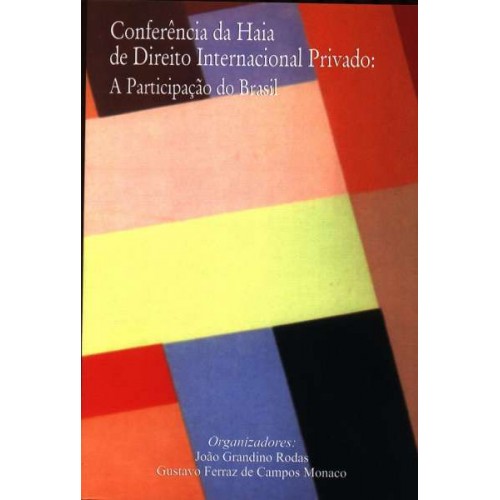 Conferência da Haia
de Direito Internacional Privado:
A Participação do Brasil
Organizadores:
João Grandino Rodas
Gustavo Ferraz de Campos Monaco